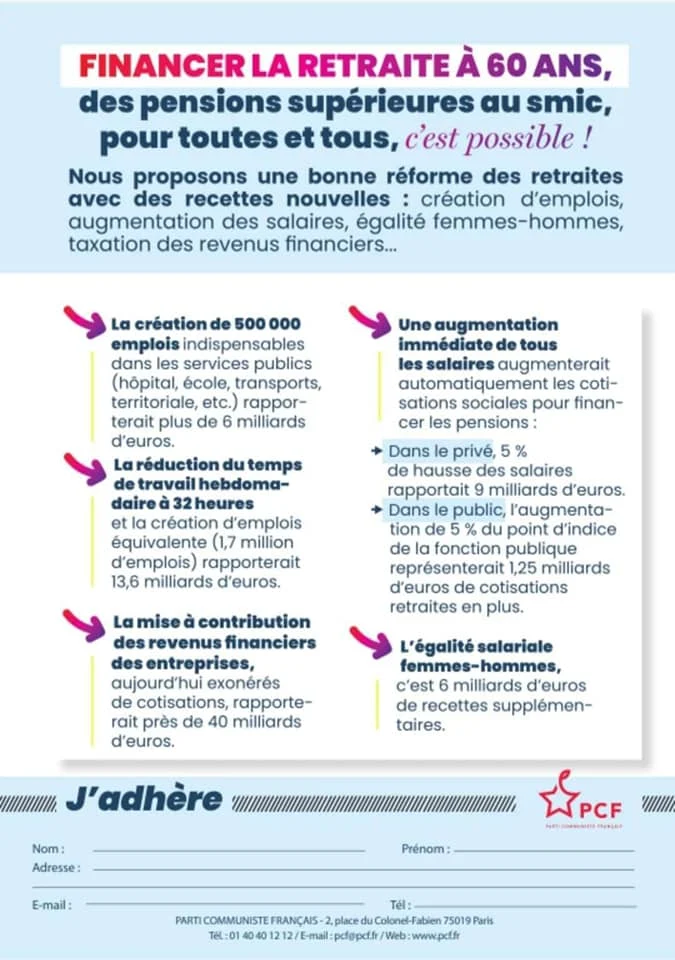 FINANCER LA RETRAITE À 60 ANS,
des pensions supérieures au smic,
pour toutes et tous, c'est possible !
Nous proposons une bonne réforme des retraites
avec des recettes nouvelles : création d'emplois,
augmentation des salaires, égalité femmes-hommes,
taxation des revenus financiers...
La création de 500 000
emplois indispensables
dans les services publics
(hôpital, école, transports,
territoriale, etc.) rappor-
terait plus de 6 milliards
d'euros.
La réduction du temps
de travail hebdoma-
daire à 32 heures
et la création d'emplois
équivalente (1,7 million
d'emplois) rapporterait
13,6 milliards d'euros.
La mise à contribution
des revenus financiers
des entreprises,
aujourd'hui exonérés
de cotisations, rapporte-
rait près de 40 milliards
d'euros.
Une augmentation
immédiate de tous
les salaires augmenterait
automatiquement les coti-
sations sociales pour finan-
cer les pensions :
Dans le privé, 5 %
de hausse des salaires
rapportait 9 milliards d'euros.
Dans le public, l'augmenta-
tion de 5 % du point d'indice
de la fonction publique
représenterait 1,25 milliards
d'euros de cotisations
retraites en plus.
L'égalité salariale
femmes-hommes,
c'est 6 milliards d'euros
de recettes supplémen-
taires.
J'adhère
PCF
PARTI COMMUNISTE FRANÇAIS
Nom : Prénom :
Adresse :
E-mail : Tél :
PARTI COMMUNISTE FRANÇAIS - 2, place du Colonel-Fabien 75019 Paris
Tél. : 01 40 40 12 12 / E-mail : pcf@pcf.fr / Web : www.pcf.fr